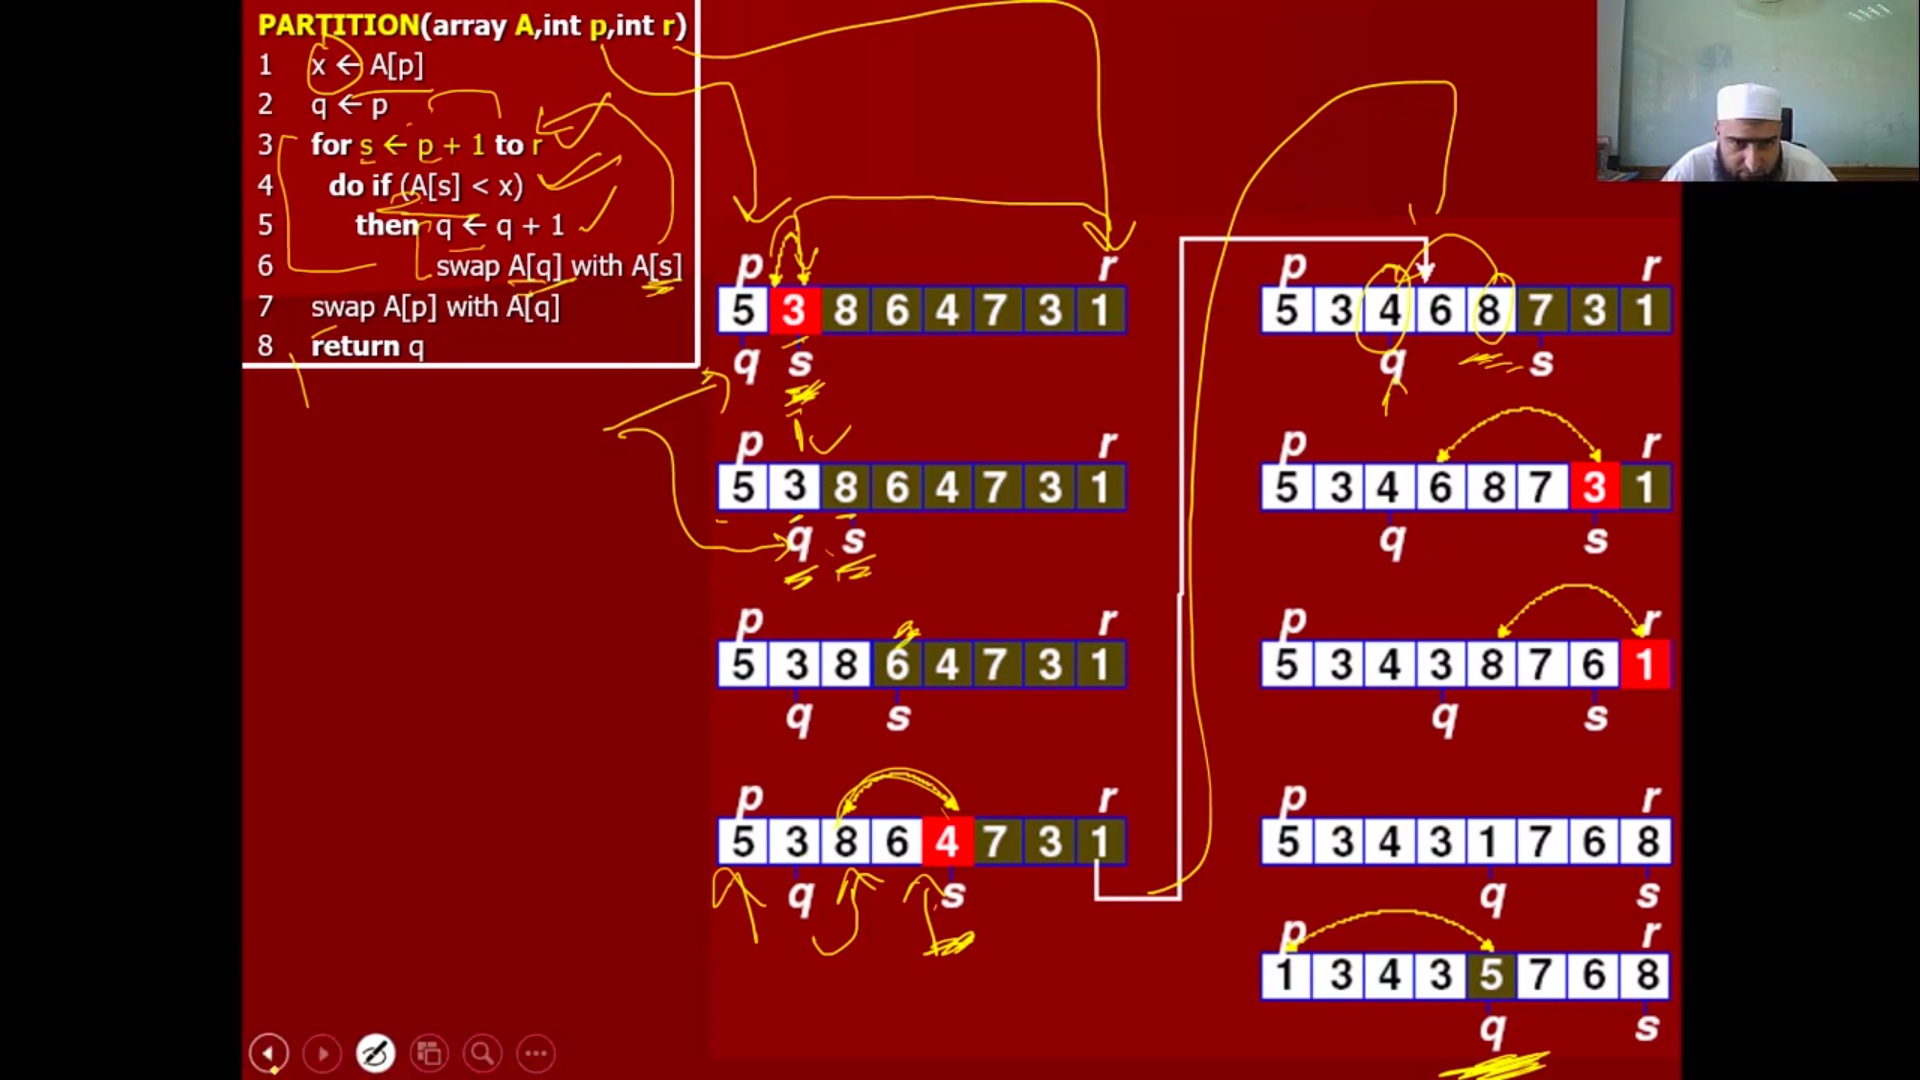 PARTITION(array A,int p,int r)
1 x ← A[p]
2 q ← p
3 for s ← p + 1 to r
4 do if (A[s] < x)
5 then q ← q + 1
6 swap A[q] with A[s]
7 swap A[p] with A[q]
8 return q
p r
5 3 8 6 4 7 3 1
q s
p r
5 3 8 6 4 7 3 1
q s
p r
5 3 8 6 4 7 3 1
q s
p r
5 3 8 6 4 7 3 1
q s
p r
5 3 4 6 8 7 3 1
q s
p r
5 3 4 6 8 7 3 1
q s
p r
5 3 4 3 8 7 6 1
q s
p r
5 3 4 3 1 7 6 8
q s
p r
1 3 4 3 5 7 6 8
q s